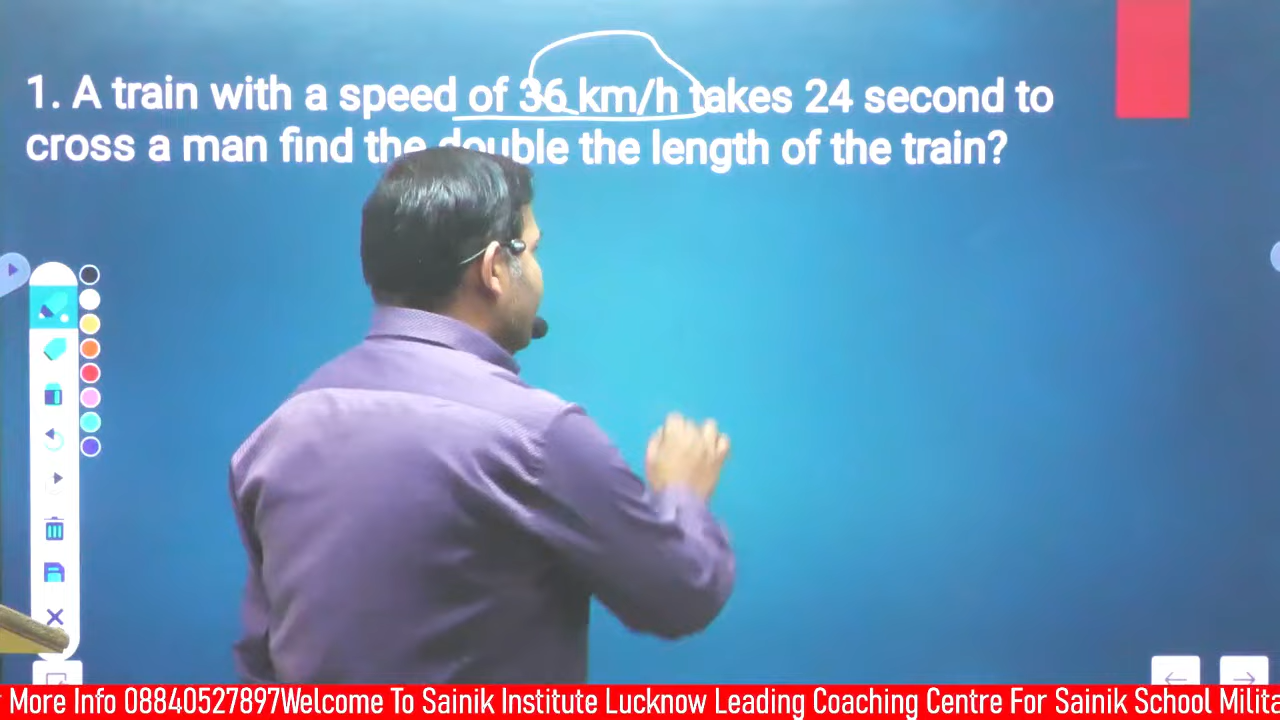 1. A train with a speed of 36 km/h takes 24 second to
cross a man find the double the length of the train?
More Info 08840527897Welcome To Sainik Institute Lucknow Leading Coaching Centre For Sainik School